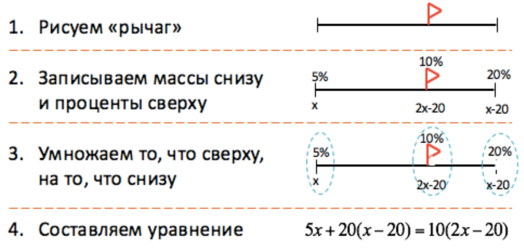 1. Рисуем «рычаг»
2. Записываем массы снизу
и проценты сверху
5% 10% 20%
x 2x-20 x-20
3. Умножаем то, что сверху,
на то, что снизу
5% 10% 20%
x 2x-20 x-20
4. Составляем уравнение 5x + 20(x − 20) = 10(2x − 20)